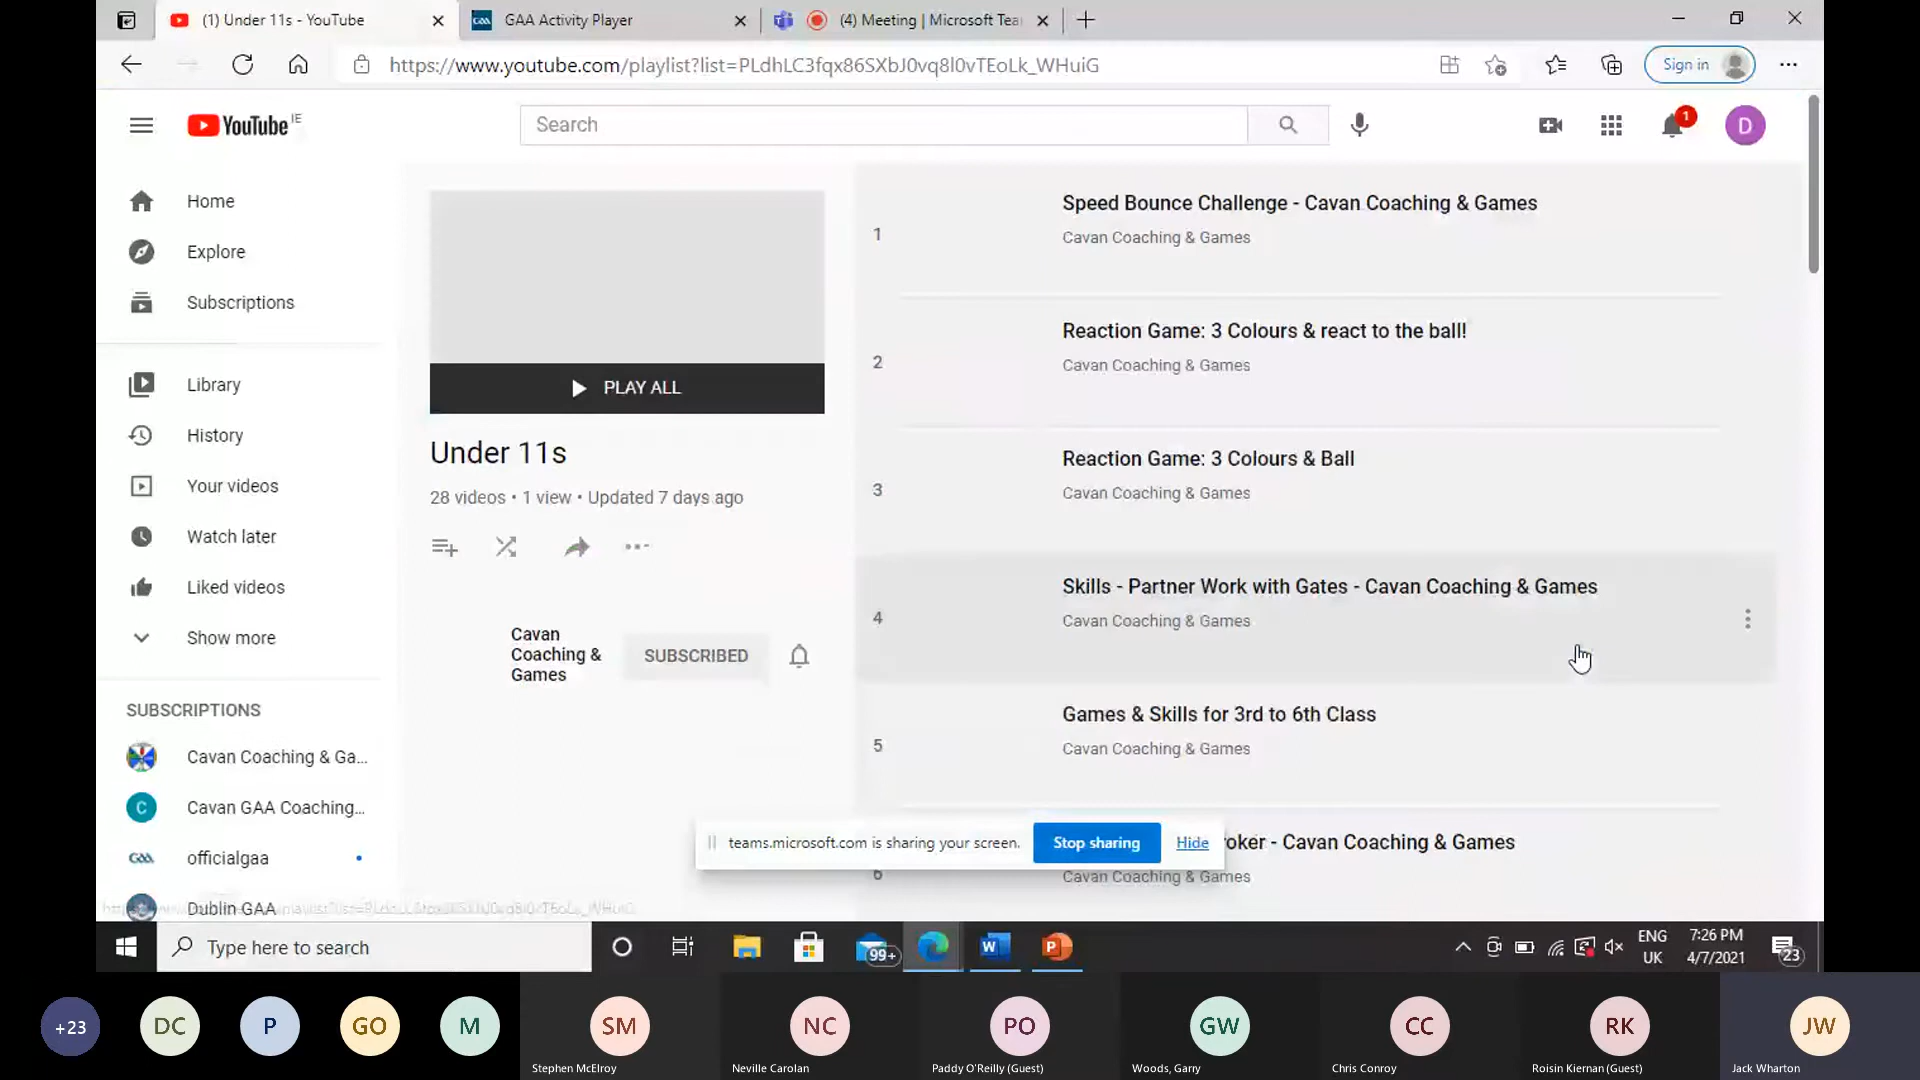 (1) Under 11s - YouTube
GAA Activity Player
(4) Meeting | Microsoft Tea
https://www.youtube.com/playlist?list=PLdhLC3fqx86SXbJ0vq8l0vTEoLk_WHuiG
Sign in
YouTube IE
Search
1
D
Home
Explore
Subscriptions
Library
History
Your videos
Watch later
Liked videos
Show more
SUBSCRIPTIONS
Cavan Coaching & Ga...
C
Cavan GAA Coaching...
GAA
officialgaa
Dublin GAA
PLAY ALL
Under 11s
28 videos • 1 view • Updated 7 days ago
Cavan
Coaching &
Games
SUBSCRIBED
1
Speed Bounce Challenge - Cavan Coaching & Games
Cavan Coaching & Games
2
Reaction Game: 3 Colours & react to the ball!
Cavan Coaching & Games
3
Reaction Game: 3 Colours & Ball
Cavan Coaching & Games
4
Skills - Partner Work with Gates - Cavan Coaching & Games
Cavan Coaching & Games
5
Games & Skills for 3rd to 6th Class
Cavan Coaching & Games
6
oker - Cavan Coaching & Games
Cavan Coaching & Games
teams.microsoft.com is sharing your screen.
Stop sharing
Hide
Type here to search
99+
W
P
ENG
UK
7:26 PM
4/7/2021
23
+23
DC
P
GO
M
SM
Stephen McElroy
NC
Neville Carolan
PO
Paddy O'Reilly (Guest)
GW
Woods, Garry
CC
Chris Conroy
RK
Roisin Kiernan (Guest)
JW
Jack Wharton